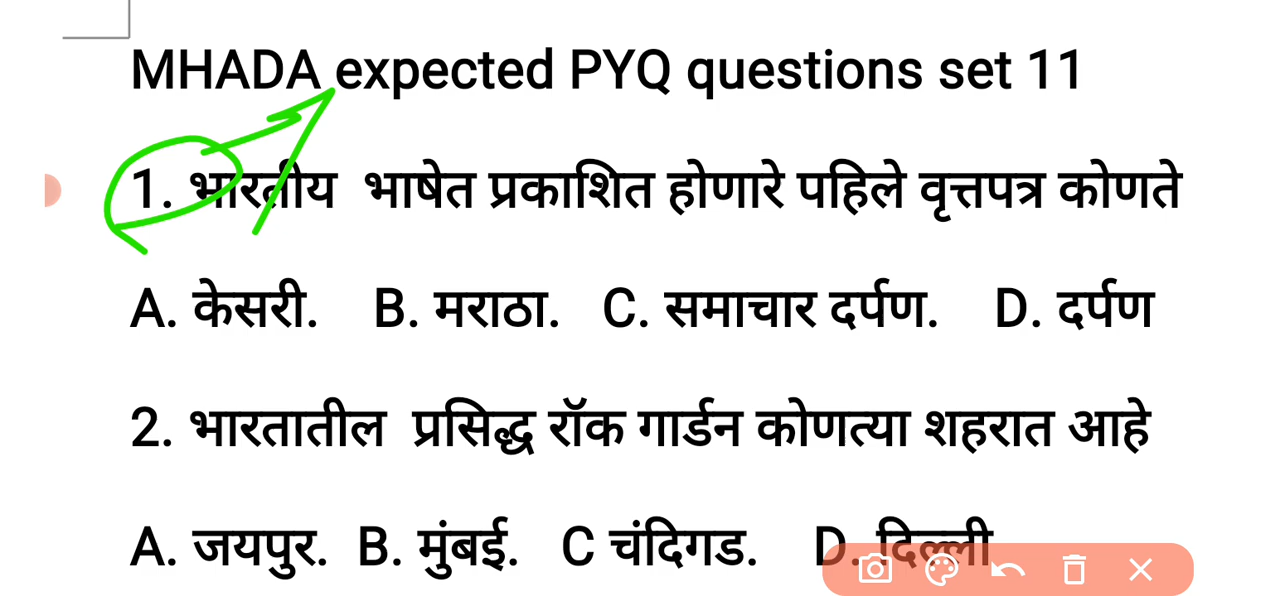 MHADA expected PYQ questions set 11
1. भारतीय भाषेत प्रकाशित होणारे पहिले वृत्तपत्र कोणते
A. केसरी. B. मराठा. C. समाचार दर्पण. D. दर्पण
2. भारतातील प्रसिद्ध रॉक गार्डन कोणत्या शहरात आहे
A. जयपुर. B. मुंबई. C चंदिगड. D. दिल्ली